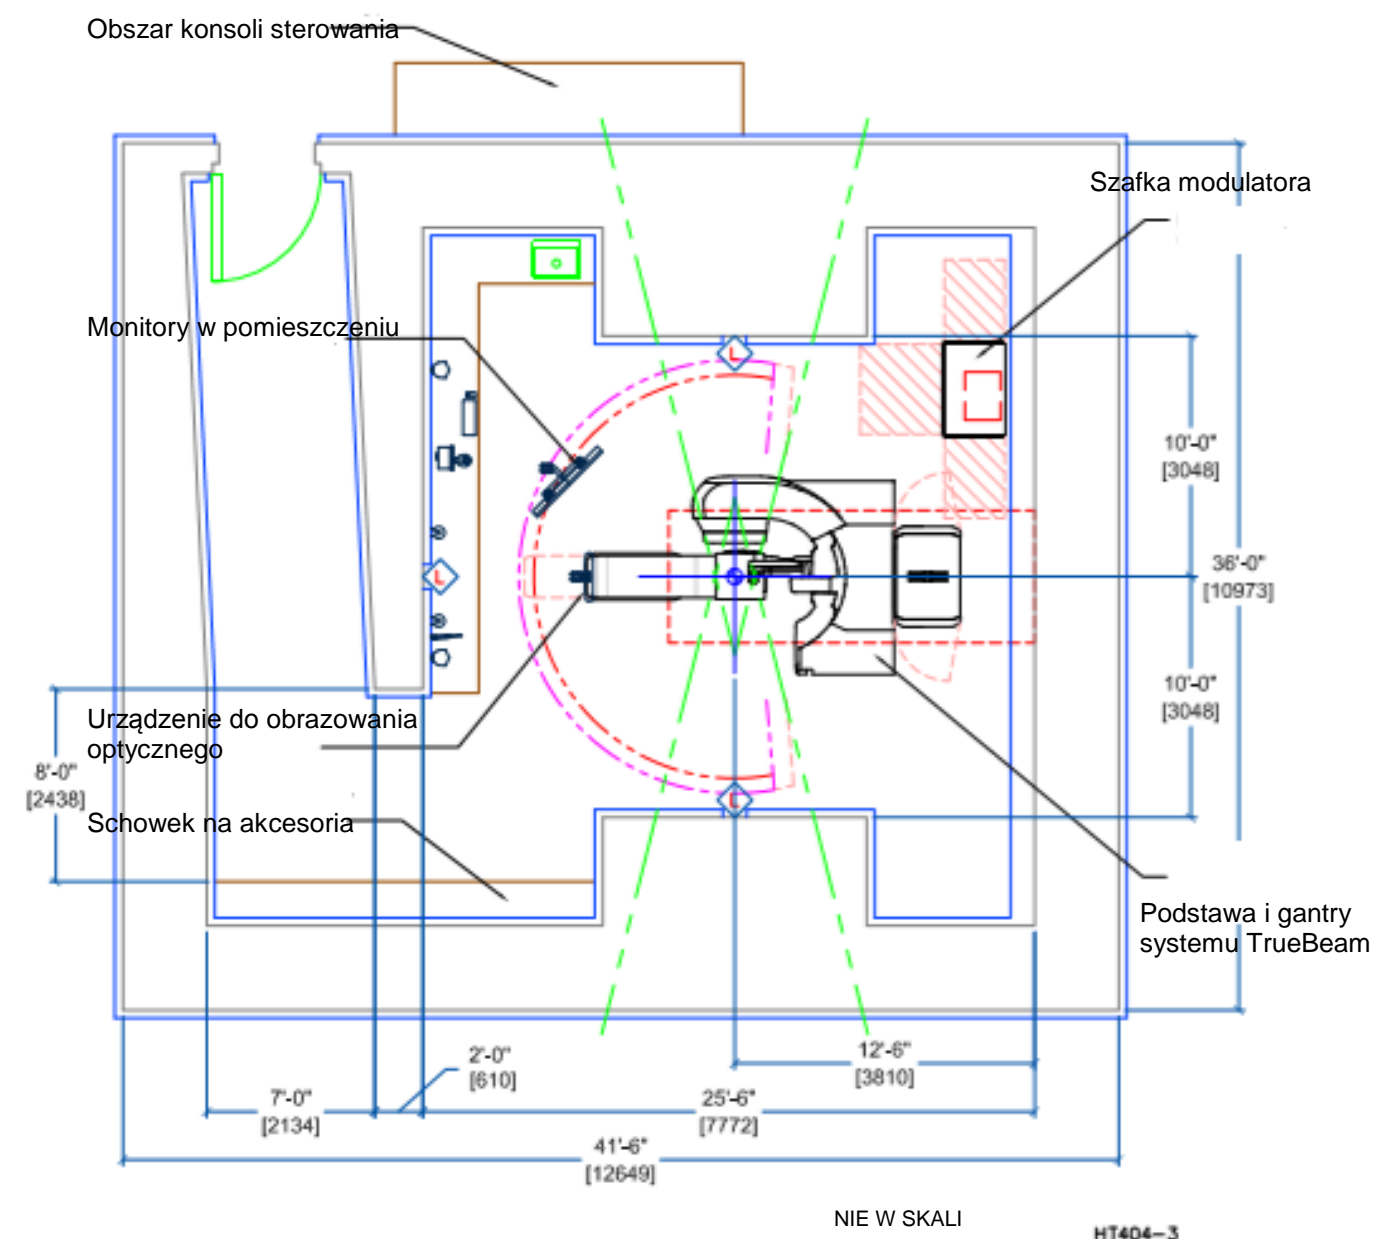 Obszar konsoli sterowania
Szafka modulatora
Monitory w pomieszczeniu
L
10'-0"
[3048]
36'-0"
[10973]
L
10'-0"
[3048]
Urządzenie do obrazowania
optycznego
8'-0"
[2438]
L
Schowek na akcesoria
Podstawa i gantry
systemu TrueBeam
2'-0"
[610]
12'-6"
[3810]
7'-0"
[2134]
25'-6"
[7772]
41'-6"
[12649]
NIE W SKALI
HT404-3